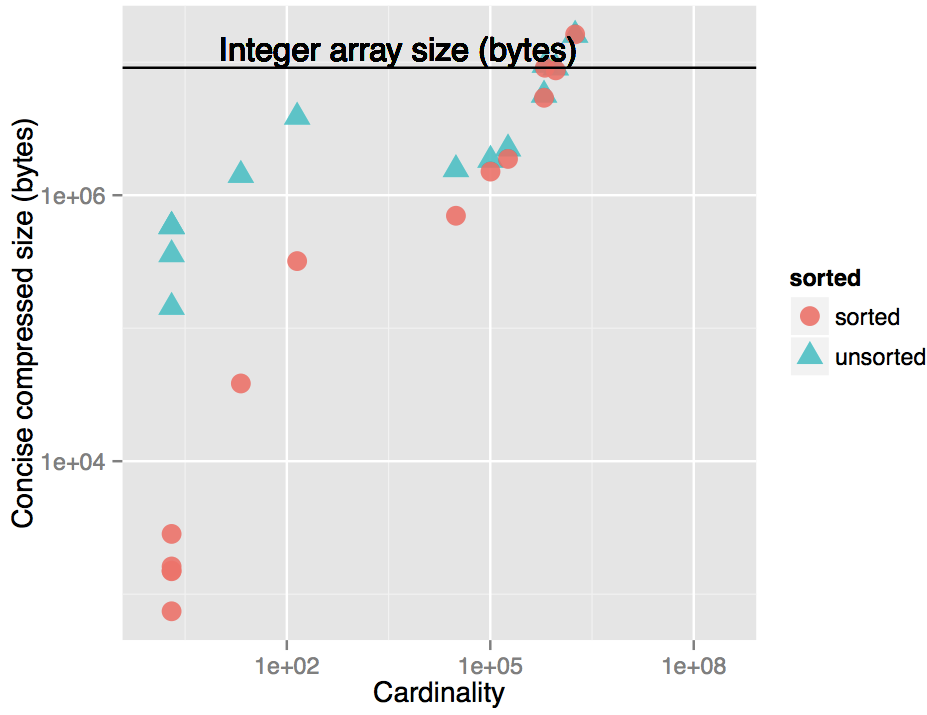 Integer array size (bytes)
Concise compressed size (bytes)
1e+06
1e+04
1e+02
1e+05
1e+08
Cardinality
sorted
sorted
unsorted